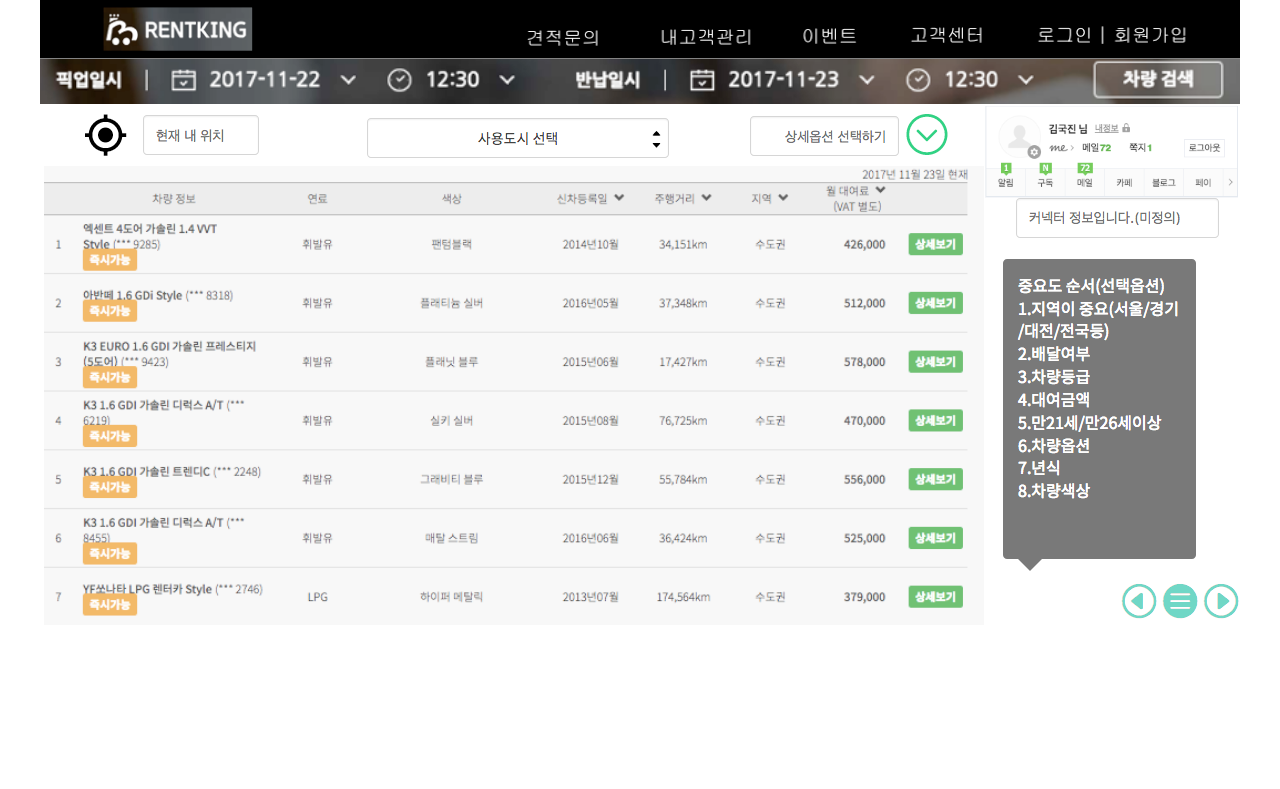 RENTKING
견적문의 내고객관리 이벤트 고객센터 로그인 | 회원가입
픽업일시 | 2017-11-22 12:30 반납일시 | 2017-11-23 12:30 차량 검색
현재 내 위치 사용도시 선택 상세옵션 선택하기
김국진 님 내정보
me > 메일72 쪽지1 로그아웃
1 N 72
알림 구독 메일 카페 블로그 페이 >
2017년 11월 23일 현재
차량 정보 연료 색상 신차등록일 주행거리 지역 월 대여료
(VAT 별도)
커넥터 정보입니다.(미정의)
1 엑센트 4도어 가솔린 1.4 VVT
Style (*** 9285) 휘발유 팬텀블랙 2014년10월 34,151km 수도권 426,000 상세보기
즉시가능
2 아반떼 1.6 GDi Style (*** 8318) 휘발유 플래티늄 실버 2016년05월 37,348km 수도권 512,000 상세보기
즉시가능
3 K3 EURO 1.6 GDI 가솔린 프레스티지
(5도어) (*** 9423) 휘발유 플래닛 블루 2015년06월 17,427km 수도권 578,000 상세보기
즉시가능
4 K3 1.6 GDI 가솔린 디럭스 A/T (***
6219) 휘발유 실키 실버 2015년08월 76,725km 수도권 470,000 상세보기
즉시가능
5 K3 1.6 GDI 가솔린 트렌디C (*** 2248) 휘발유 그래비티 블루 2015년12월 55,784km 수도권 556,000 상세보기
즉시가능
6 K3 1.6 GDI 가솔린 디럭스 A/T (***
8455) 휘발유 메탈 스트림 2016년06월 36,424km 수도권 525,000 상세보기
즉시가능
7 YF쏘나타 LPG 렌터카 Style (*** 2746) LPG 하이퍼 메탈릭 2013년07월 174,564km 수도권 379,000 상세보기
즉시가능
중요도 순서(선택옵션)
1.지역이 중요(서울/경기
/대전/전국등)
2.배달여부
3.차량등급
4.대여금액
5.만21세/만26세이상
6.차량옵션
7.년식
8.차량색상